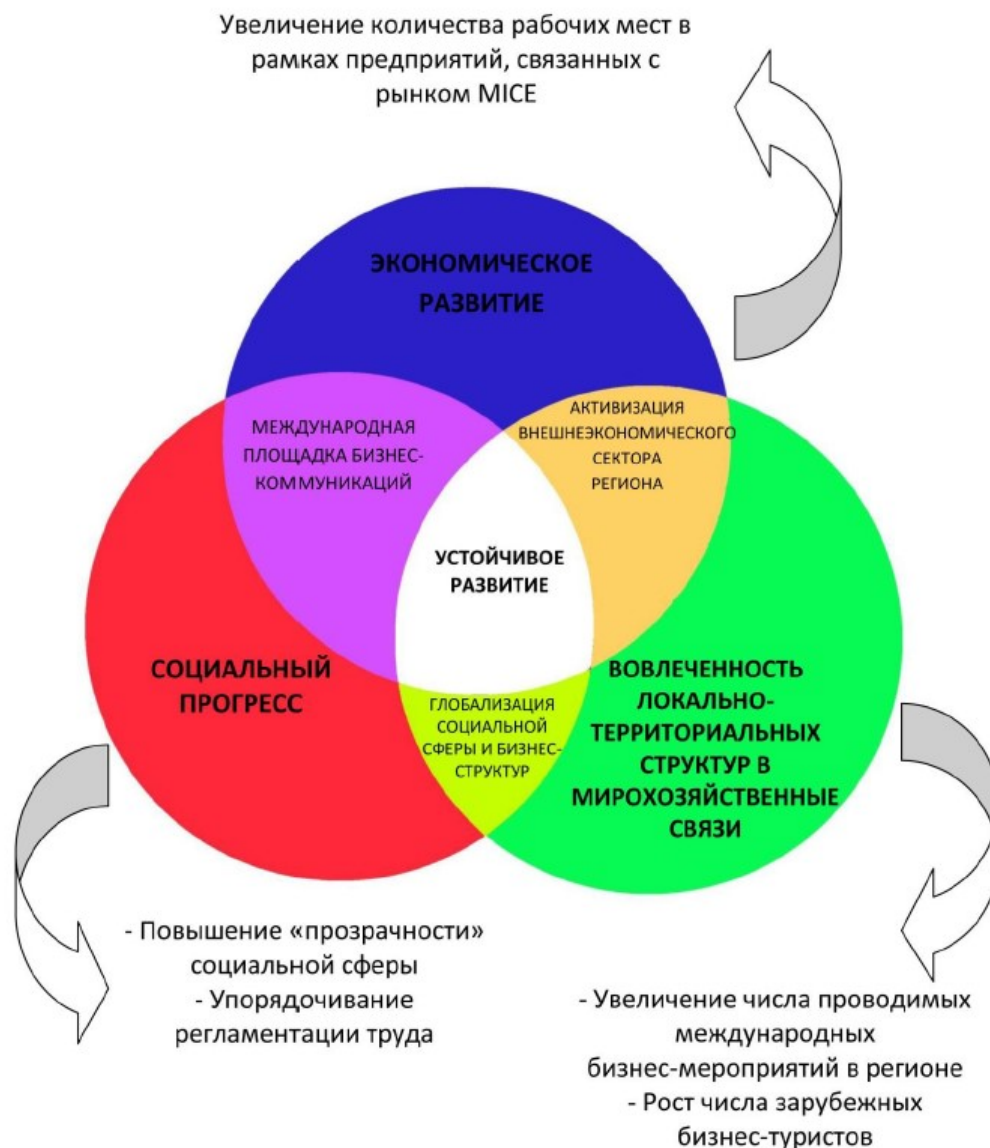 Увеличение количества рабочих мест в
рамках предприятий, связанных с
рынком MICE
ЭКОНОМИЧЕСКОЕ
РАЗВИТИЕ
МЕЖДУНАРОДНАЯ
ПЛОЩАДКА БИЗНЕС-
КОММУНИКАЦИЙ
АКТИВИЗАЦИЯ
ВНЕШНЕЭКОНОМИЧЕСКОГО
СЕКТОРА
РЕГИОНА
УСТОЙЧИВОЕ
РАЗВИТИЕ
СОЦИАЛЬНЫЙ
ПРОГРЕСС
ГЛОБАЛИЗАЦИЯ
СОЦИАЛЬНОЙ
СФЕРЫ И БИЗНЕС-
СТРУКТУР
ВОВЛЕЧЕННОСТЬ
ЛОКАЛЬНО-
ТЕРРИТОРИАЛЬНЫХ
СТРУКТУР В
МИРОХОЗЯЙСТВЕННЫЕ
СВЯЗИ
- Повышение «прозрачности»
социальной сферы
- Упорядочивание
регламентации труда
- Увеличение числа проводимых
международных
бизнес-мероприятий в регионе
- Рост числа зарубежных
бизнес-туристов